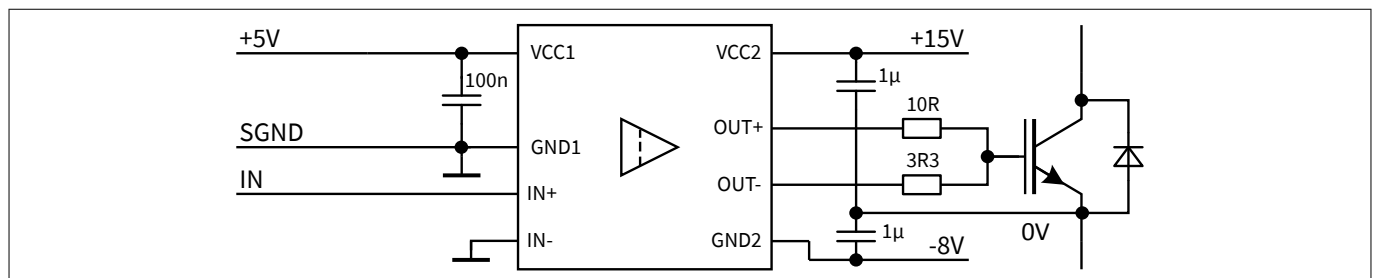 +5V
VCC1
VCC2
+15V
100n
1µ
10R
SGND
GND1
OUT+
3R3
IN
IN+
OUT-
IN-
GND2
1µ
0V
-8V